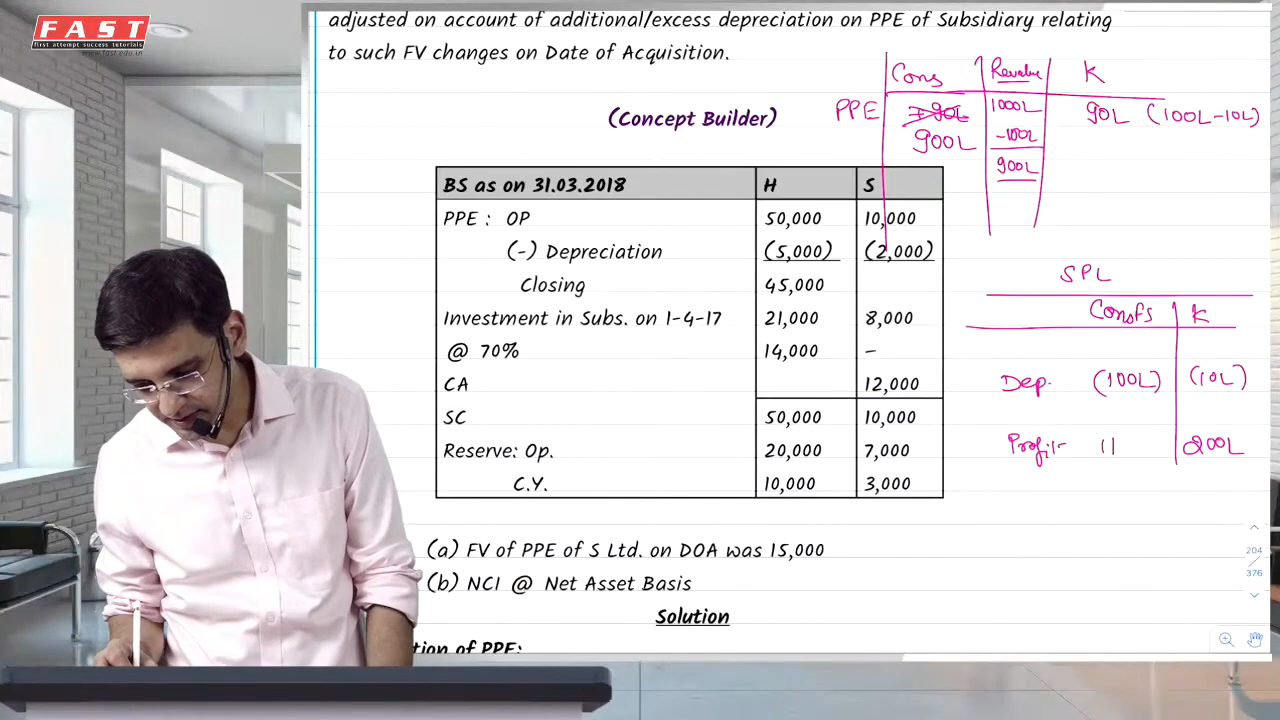 FAST
first attempt success tutorials
www.fast.edu.in
adjusted on account of additional/excess depreciation on PPE of Subsidiary relating
to such FV changes on Date of Acquisition.
(Concept Builder)
Cons Revalue K
PPE +90L 1000L 90L (100L-10L)
900L -100L
900L
BS as on 31.03.2018 H S
PPE : OP 50,000 10,000
(-) Depreciation (5,000) (2,000)
Closing 45,000
Investment in Subs. on 1-4-17 21,000 8,000
@ 70% 14,000 -
CA 12,000
SC 50,000 10,000
Reserve: Op. 20,000 7,000
C.Y. 10,000 3,000
SPL
ConsFs K
Dep. (100L) (10L)
Profit:- 11 200L
(a) FV of PPE of S Ltd. on DOA was 15,000
(b) NCI @ Net Asset Basis
Solution
tion of PPE:
204
376